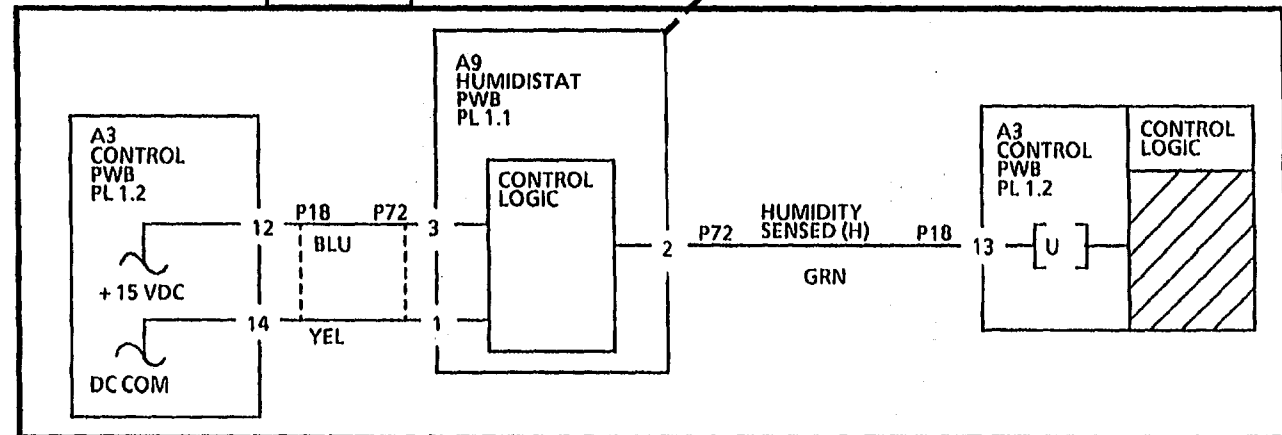 A3
CONTROL
PWB
PL 1.2
12
P18
P72
3
BLU
+ 15 VDC
14
1
YEL
DC COM
A9
HUMIDISTAT
PWB
PL 1.1
CONTROL
LOGIC
2
P72
HUMIDITY
SENSED (H)
P18
13
GRN
A3
CONTROL
PWB
PL 1.2
U
CONTROL
LOGIC